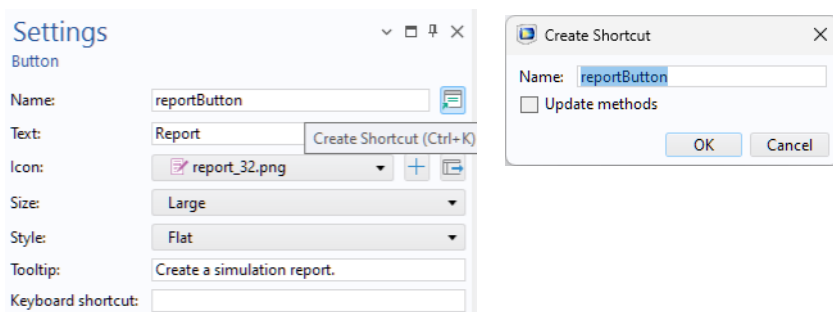 Settings
Button
Name: reportButton
Text: Report
Create Shortcut (Ctrl+K)
Icon: report_32.png
Size: Large
Style: Flat
Tooltip: Create a simulation report.
Keyboard shortcut:
Create Shortcut
Name: reportButton
Update methods
OK Cancel